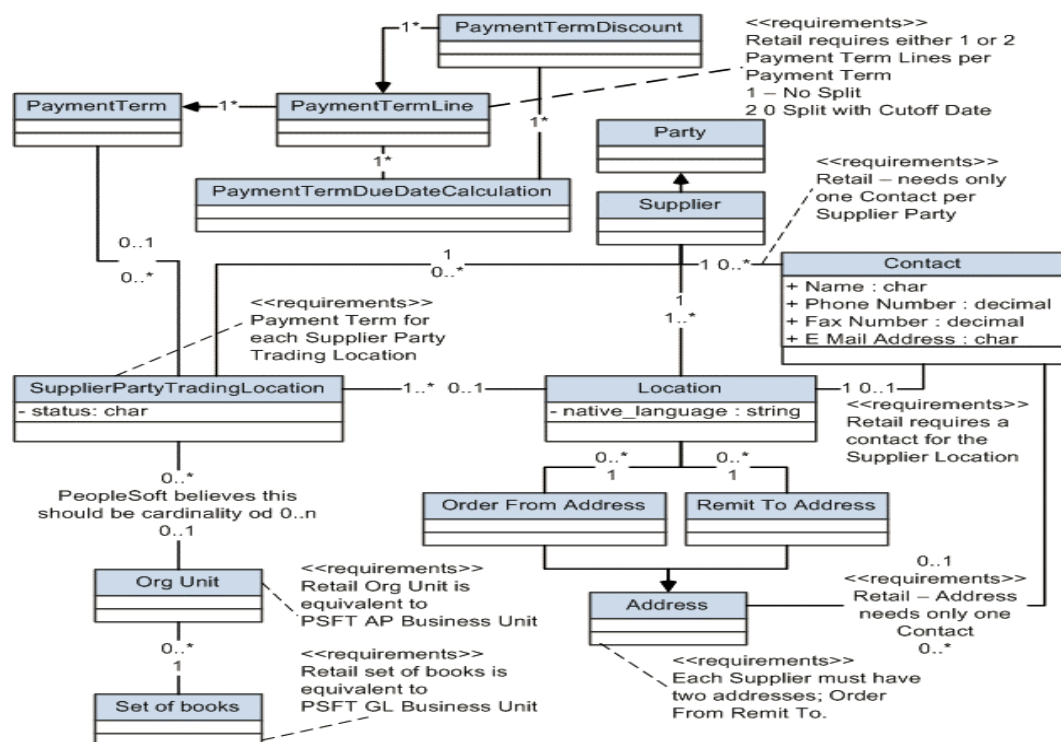 <<requirements>>
Retail requires either 1 or 2
Payment Term Lines per
Payment Term
1 – No Split
2 0 Split with Cutoff Date
PaymentTermDiscount
1*
PaymentTerm
1*
PaymentTermLine
1*
1*
PaymentTermDueDateCalculation
Party
Supplier
<<requirements>>
Retail – needs only
one Contact per
Supplier Party
0..1
0..*
1
0..*
1 0..*
Contact
+ Name : char
+ Phone Number : decimal
+ Fax Number : decimal
+ E Mail Address : char
<<requirements>>
Payment Term for
each Supplier Party
Trading Location
1
1..*
SupplierPartyTradingLocation
- status: char
1..* 0..1
Location
- native_language : string
1 0..1
<<requirements>>
Retail requires a
contact for the
Supplier Location
0..*
PeopleSoft believes this
should be cardinality od 0..n
0..1
0..*
1
0..*
1
Order From Address
Remit To Address
Org Unit
<<requirements>>
Retail Org Unit is
equivalent to
PSFT AP Business Unit
Address
0..1
<<requirements>>
Retail – Address
needs only one
Contact
0..*
0..*
1
Set of books
<<requirements>>
Retail set of books is
equivalent to
PSFT GL Business Unit
<<requirements>>
Each Supplier must have
two addresses; Order
From Remit To.